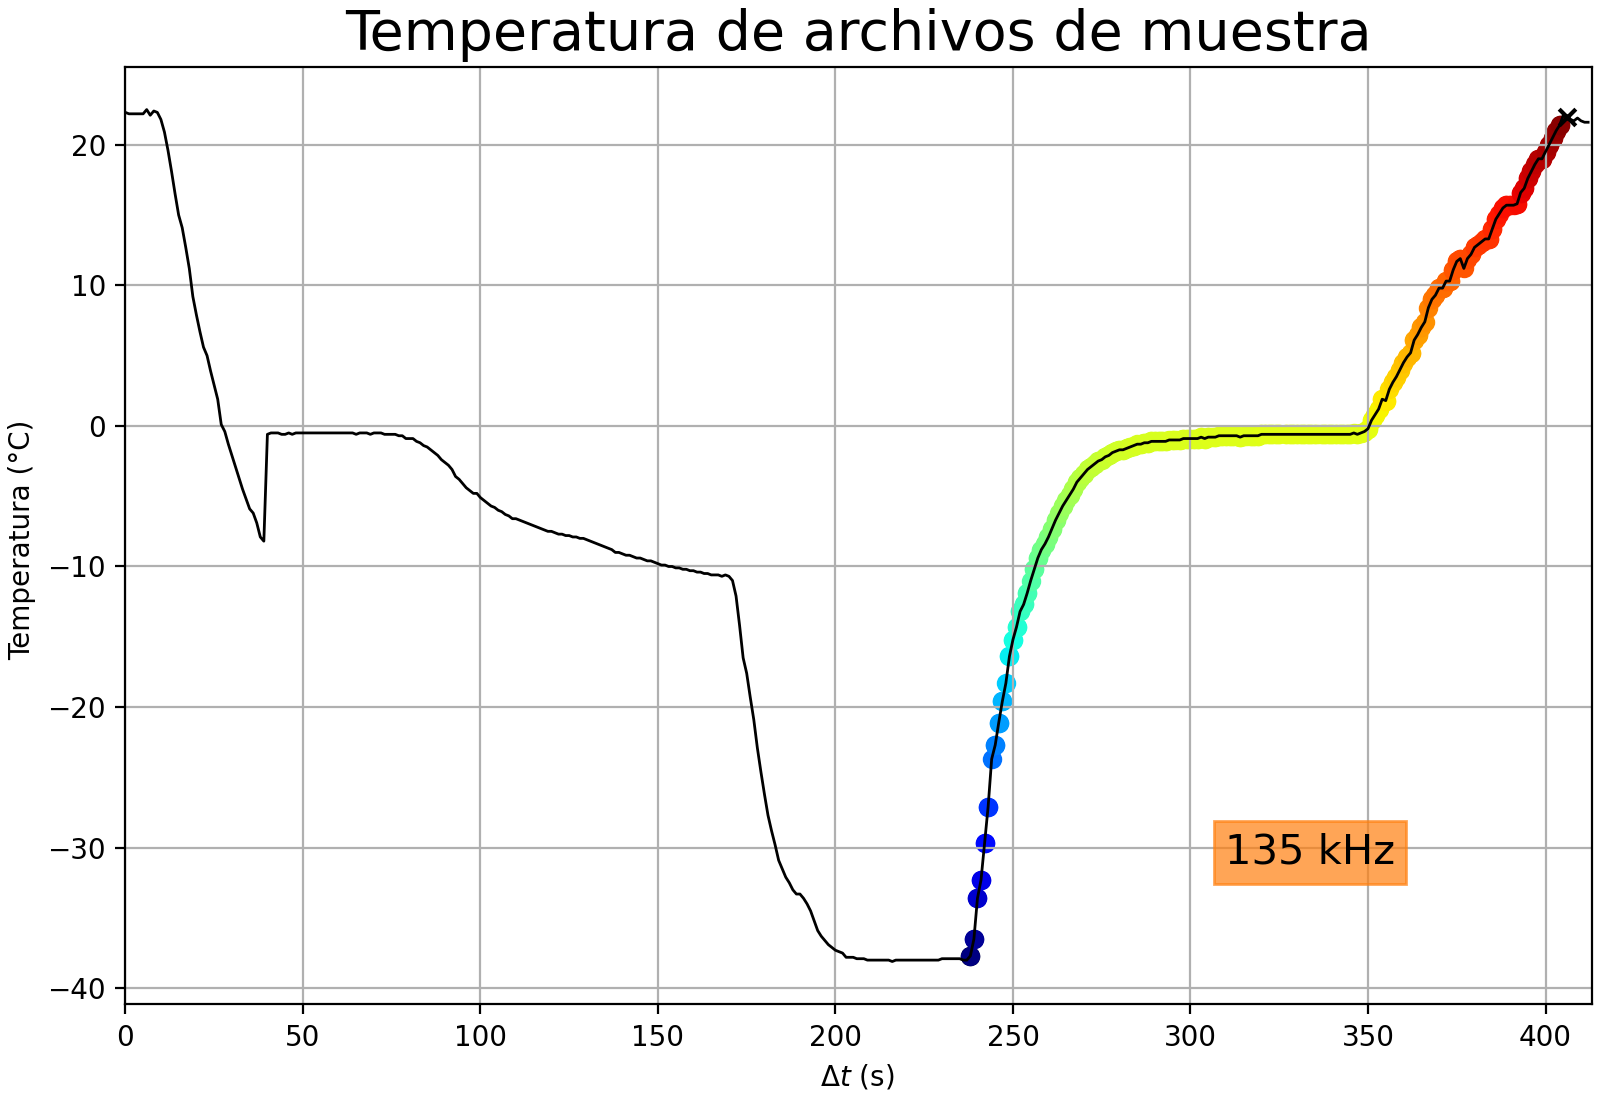 Temperatura de archivos de muestra
Temperatura (°C)
20
10
0
−10
−20
−30
−40
135 kHz
0 50 100 150 200 250 300 350 400
Δt (s)